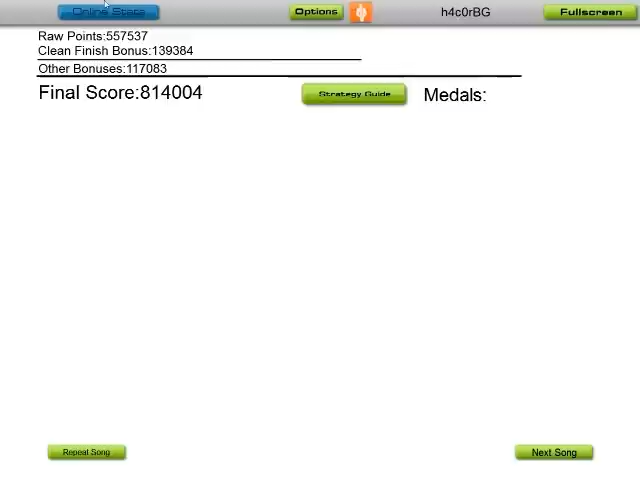 Online Stats Options h4c0rBG Fullscreen
Raw Points:557537
Clean Finish Bonus:139384
Other Bonuses:117083
Final Score:814004 Strategy Guide Medals:
Repeat Song Next Song